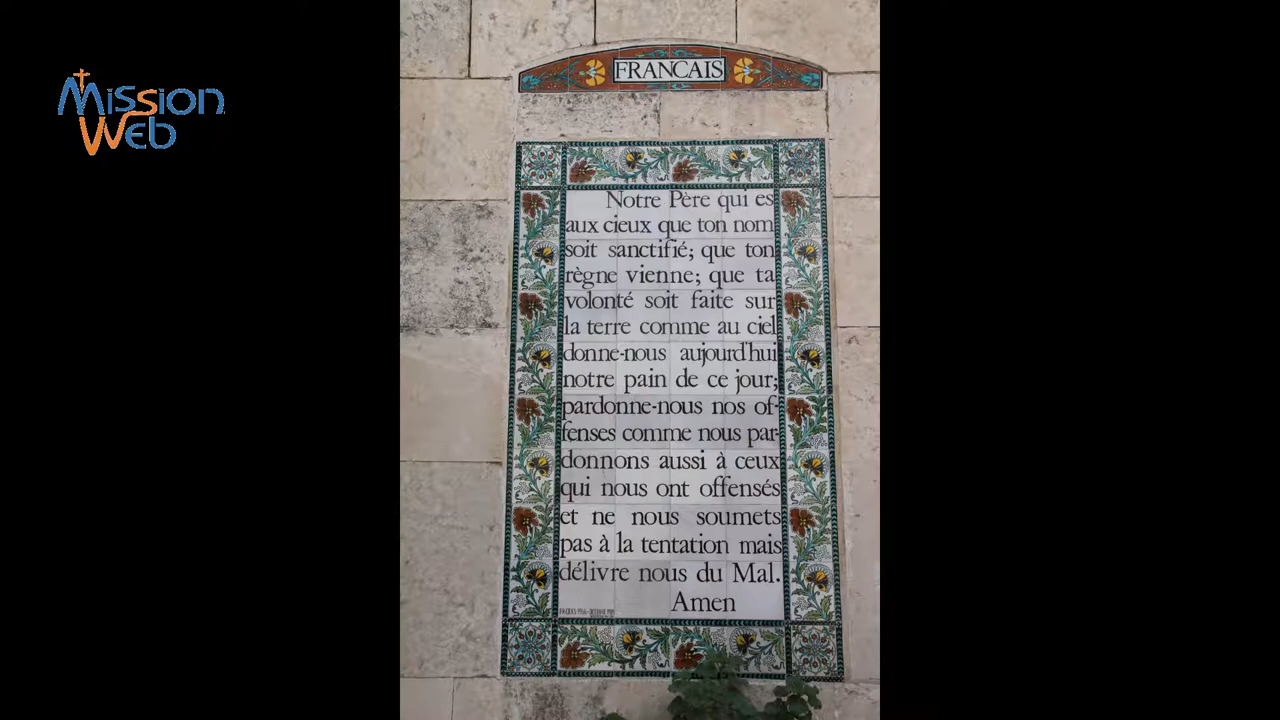 Mission
Web
FRANCAIS
Notre Père qui es
aux cieux que ton nom
soit sanctifié; que ton
règne vienne; que ta
volonté soit faite sur
la terre comme au ciel
donne-nous aujourd'hui
notre pain de ce jour;
pardonne-nous nos of-
fenses comme nous par-
donnons aussi à ceux
qui nous ont offensés
et ne nous soumets
pas à la tentation mais
délivre nous du Mal.
Amen